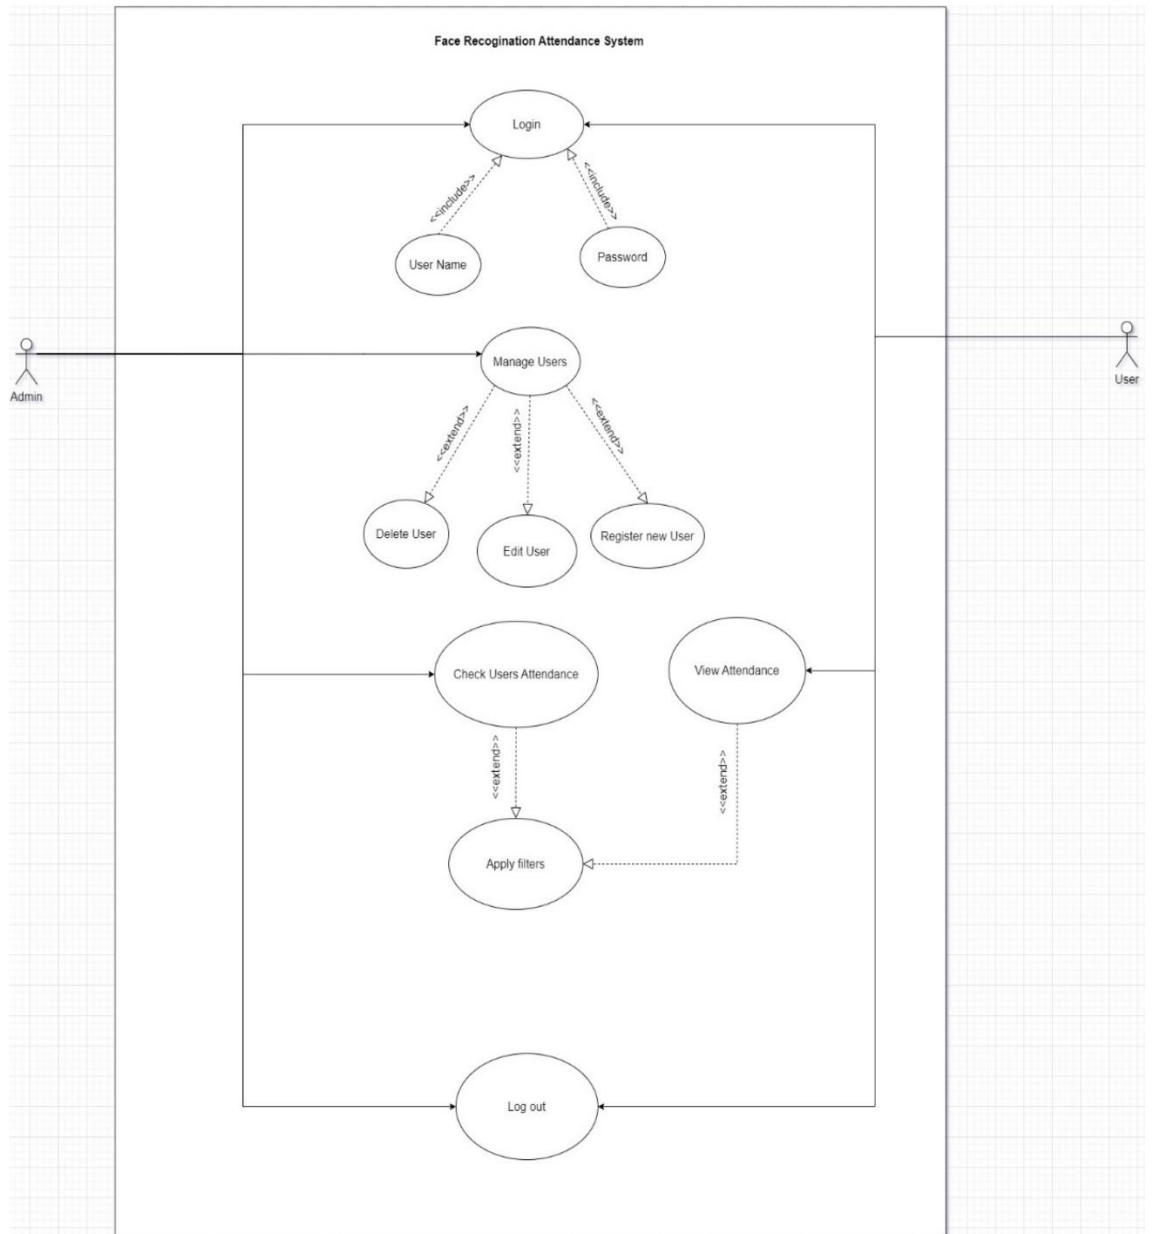 Face Recogination Attendance System
Login
<<include>>
<<include>>
User Name
Password
Manage Users
Admin
User
<<extend>>
<<extend>>
<<extend>>
Delete User
Edit User
Register new User
Check Users Attendance
View Attendance
<<extend>>
<<extend>>
Apply filters
Log out